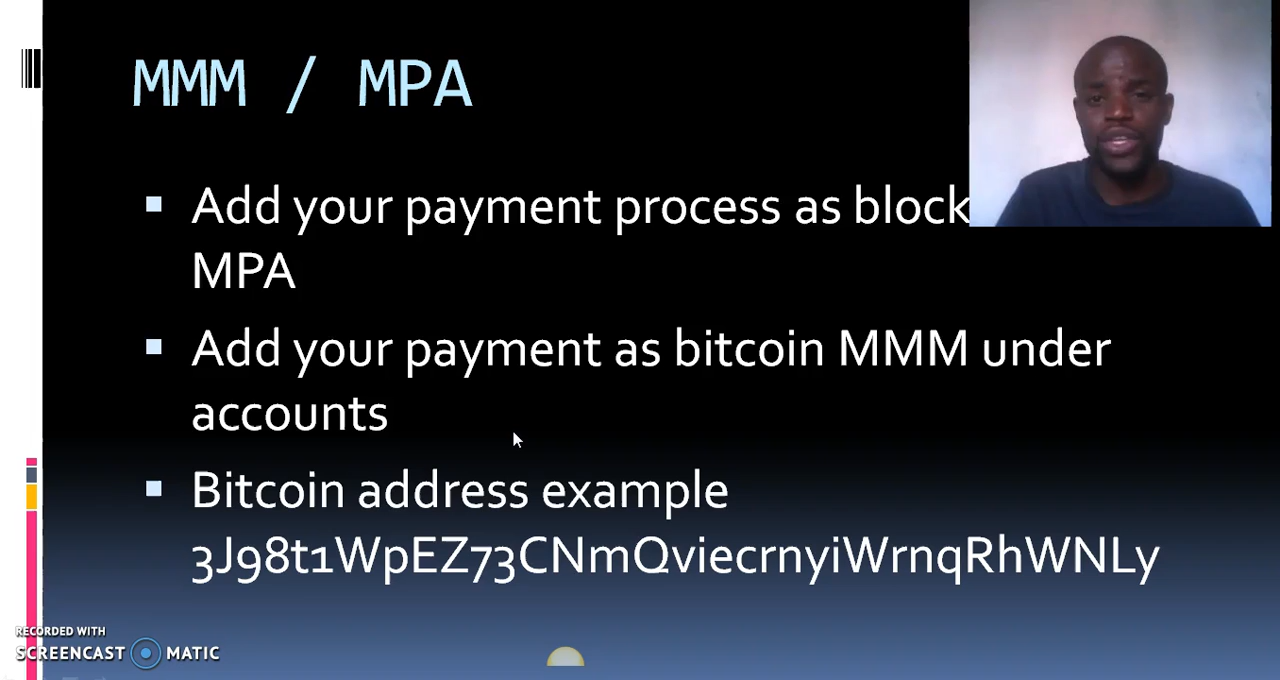 MMM / MPA
Add your payment process as block
MPA
Add your payment as bitcoin MMM under
accounts
Bitcoin address example
3J98t1WpEZ73CNmQviecrnyiWrnqRhWNLy
RECORDED WITH
SCREENCAST MATIC